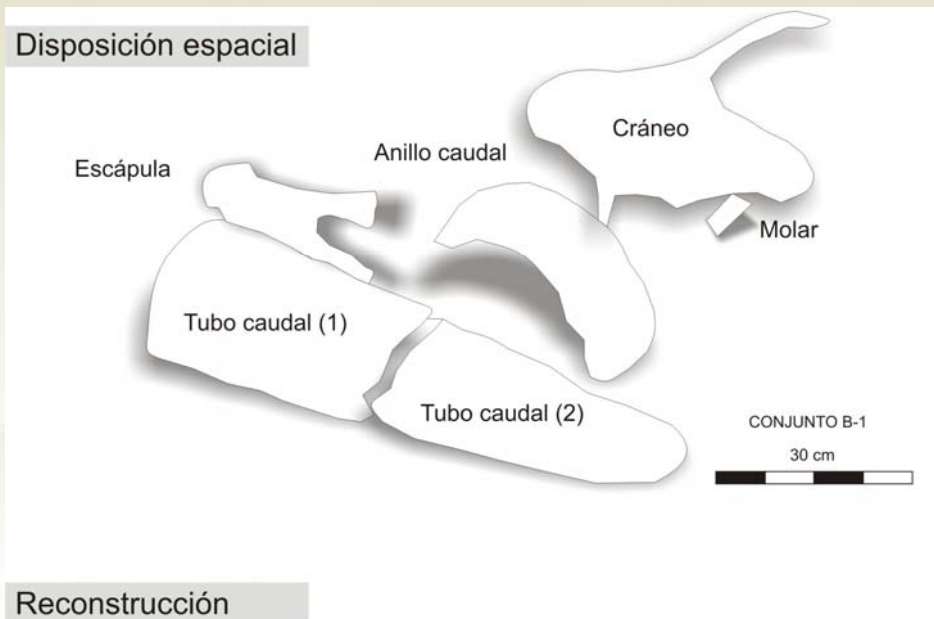 Disposición espacial
Cráneo
Anillo caudal
Escápula
Molar
Tubo caudal (1)
Tubo caudal (2)
CONJUNTO B-1
30 cm
Reconstrucción